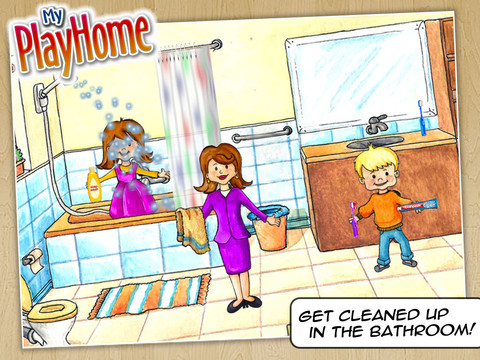 My
PlayHome
GET CLEANED UP
IN THE BATHROOM!